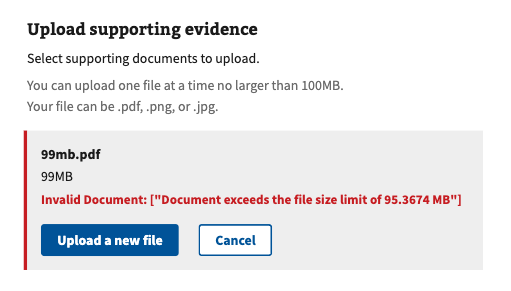 Upload supporting evidence
Select supporting documents to upload.
You can upload one file at a time no larger than 100MB.
Your file can be .pdf, .png, or .jpg.
99mb.pdf
99MB
Invalid Document: ["Document exceeds the file size limit of 95.3674 MB"]
Upload a new file
Cancel